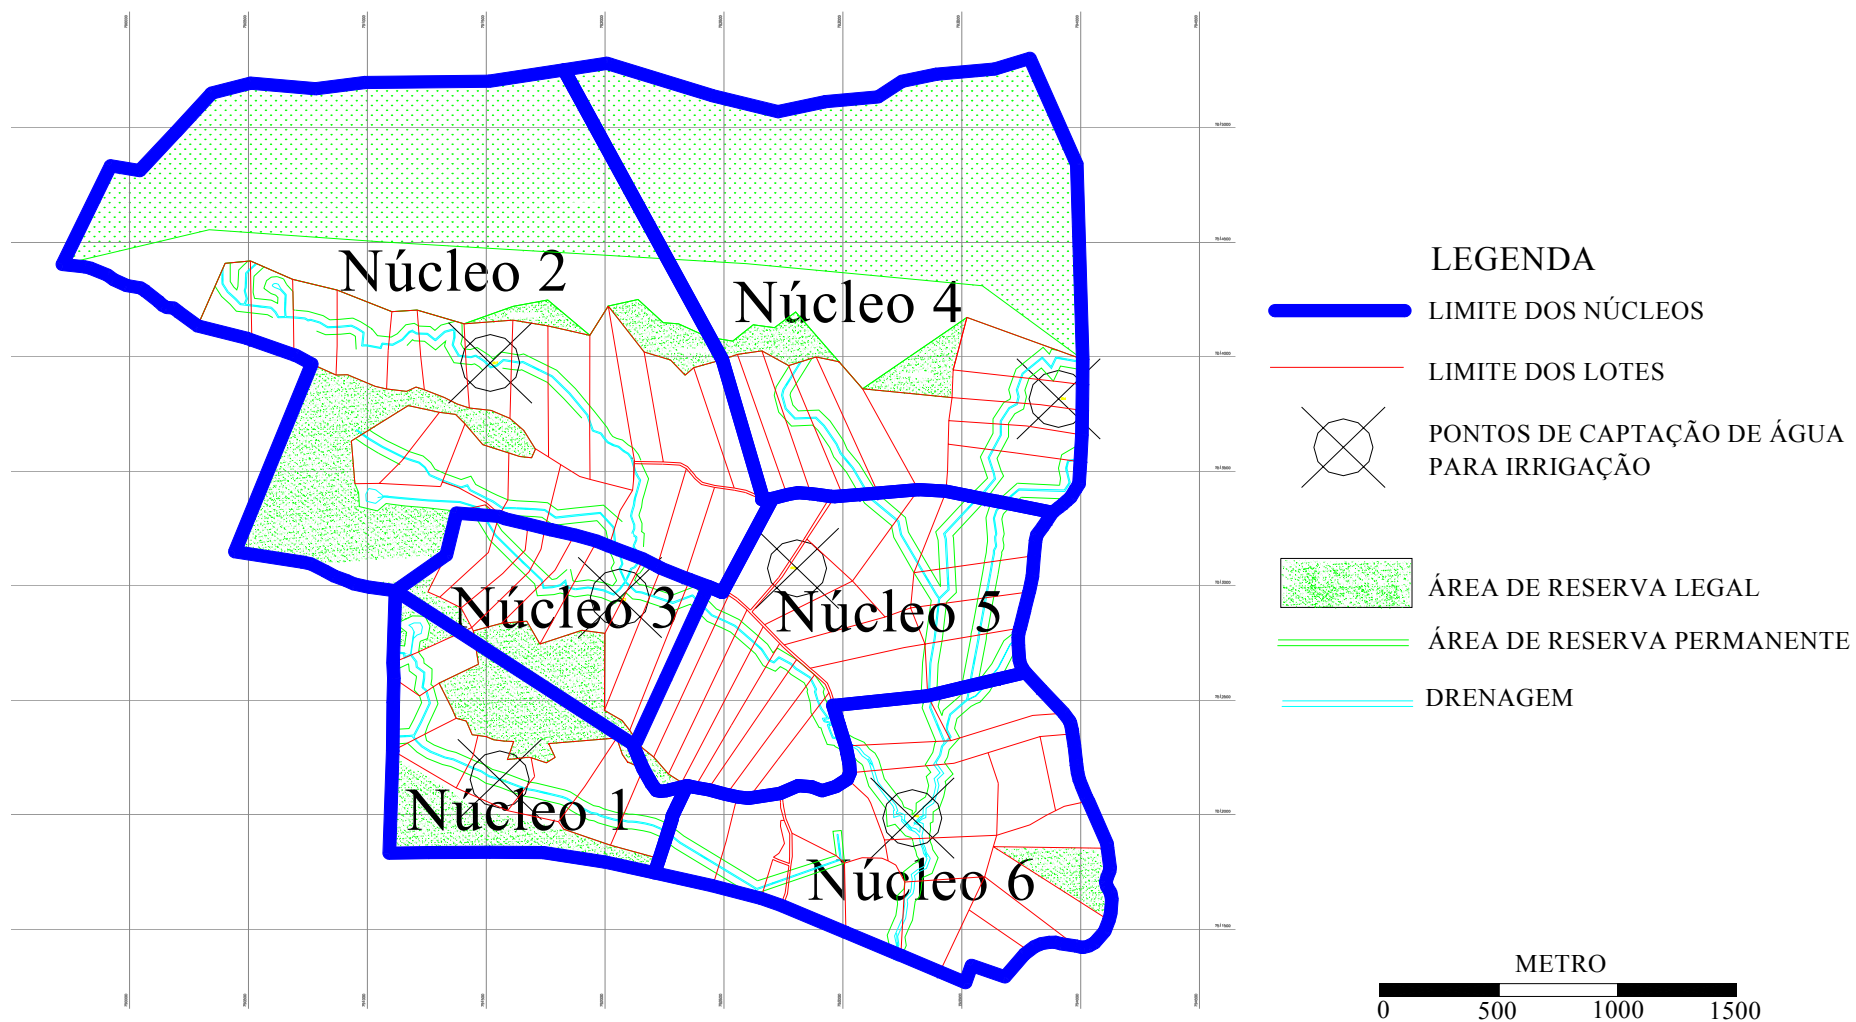 Núcleo 2
Núcleo 4
Núcleo 3
Núcleo 5
Núcleo 1
Núcleo 6
LEGENDA
LIMITE DOS NÚCLEOS
LIMITE DOS LOTES
PONTOS DE CAPTAÇÃO DE ÁGUA
PARA IRRIGAÇÃO
ÁREA DE RESERVA LEGAL
ÁREA DE RESERVA PERMANENTE
DRENAGEM
METRO
0 500 1000 1500